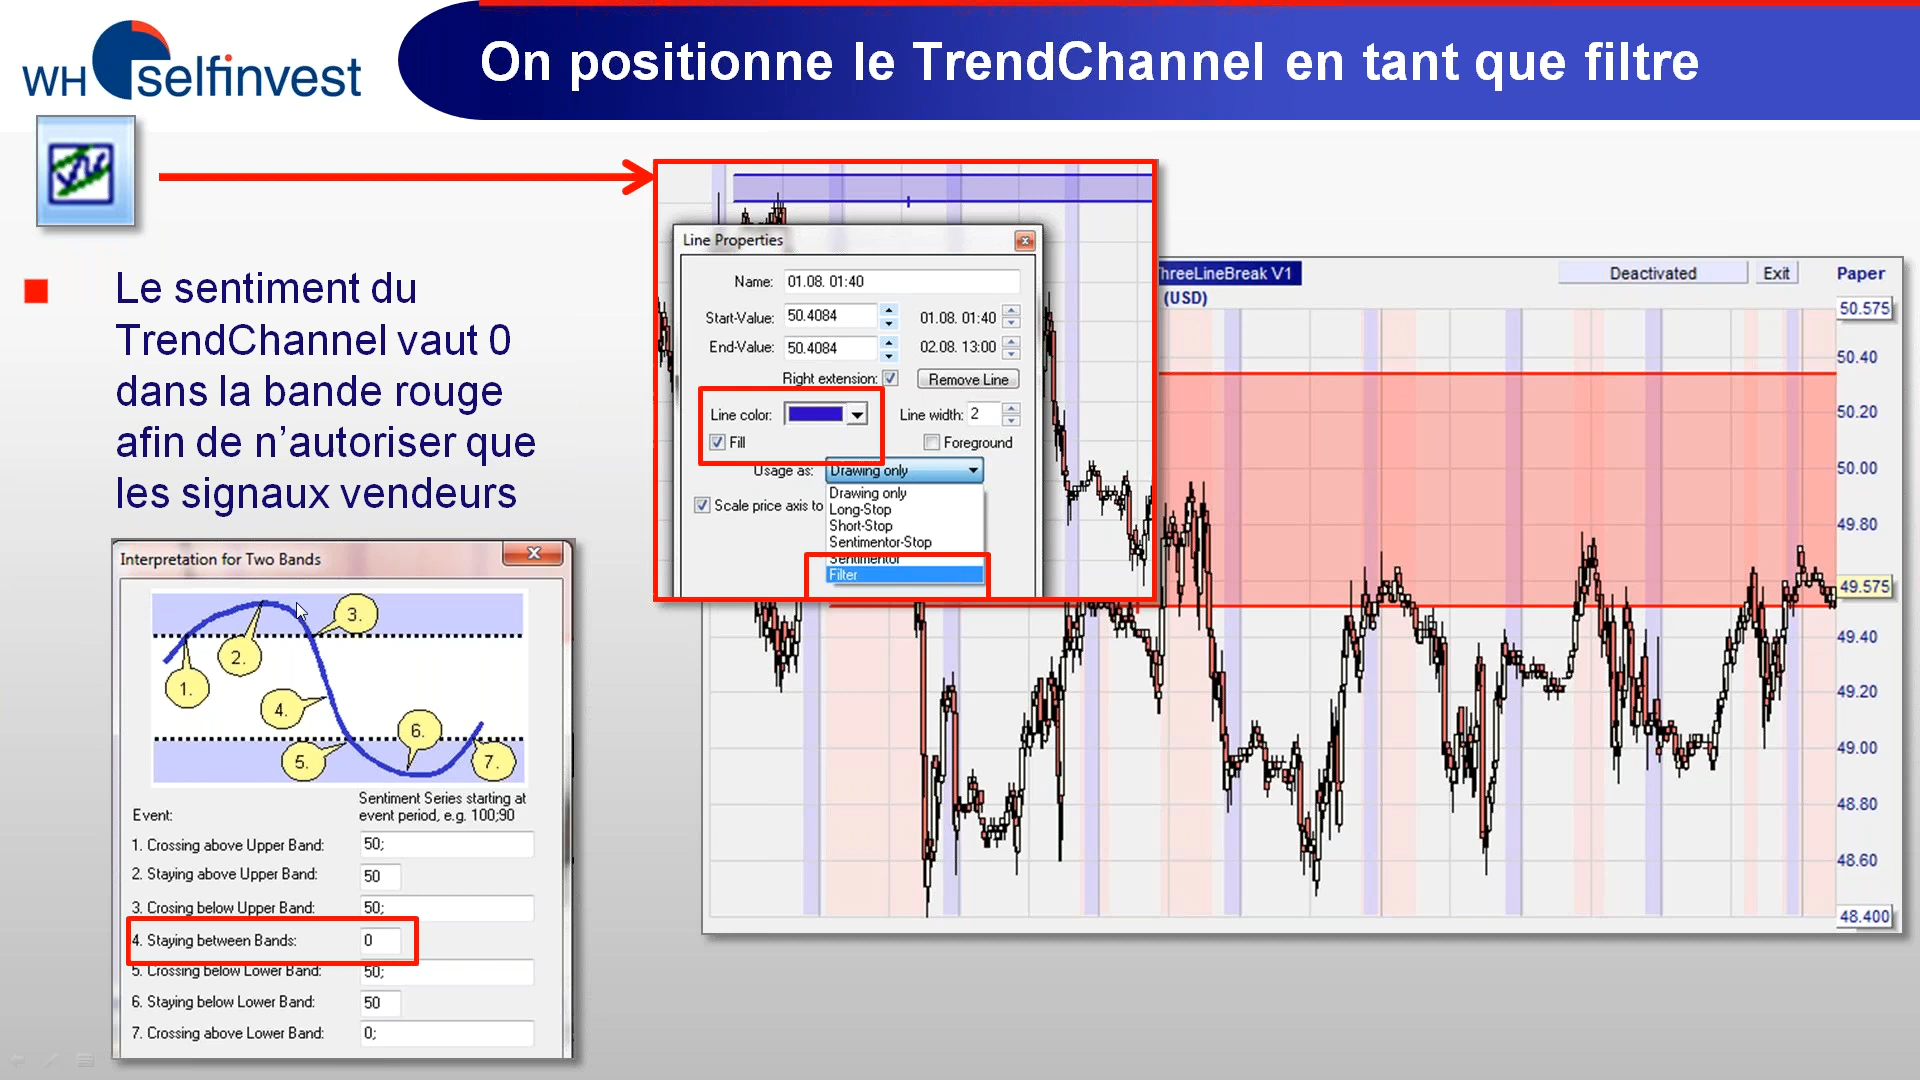 WH selfinvest
On positionne le TrendChannel en tant que filtre
Le sentiment du
TrendChannel vaut 0
dans la bande rouge
afin de n’autoriser que
les signaux vendeurs
Line Properties
Name: 01.08. 01:40
Start-Value: 50.4084 01.08. 01:40
End-Value: 50.4084 02.08. 13:00
Right extension: Remove Line
Line color: Line width: 2
Fill Foreground
Usage as: Drawing only
Scale price axis to
Drawing only
Long-Stop
Short-Stop
Sentimentor-Stop
Sentimentor
Filter
ThreeLineBreak V1 Deactivated Exit Paper
(USD)
50.575
50.40
50.20
50.00
49.80
49.575
49.40
49.20
49.00
48.80
48.60
48.400
Interpretation for Two Bands
1.
2.
3.
4.
5.
6.
7.
Event: Sentiment Series starting at
event period, e.g. 100;90
1. Crossing above Upper Band: 50;
2. Staying above Upper Band: 50
3. Crosing below Upper Band: 50;
4. Staying between Bands: 0
5. Crossing below Lower Band: 50;
6. Staying below Lower Band: 50
7. Crossing above Lower Band: 0;